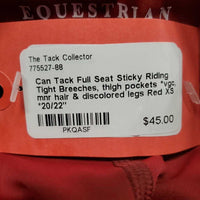 EQUESTRIAN
The Tack Collector
775527-88
Can Tack Full Seat Sticky Riding
Tight Breeches, thigh pockets *vgc,
mnr hair & discolored legs Red XS
*20/22"
$45.00
PKQASF